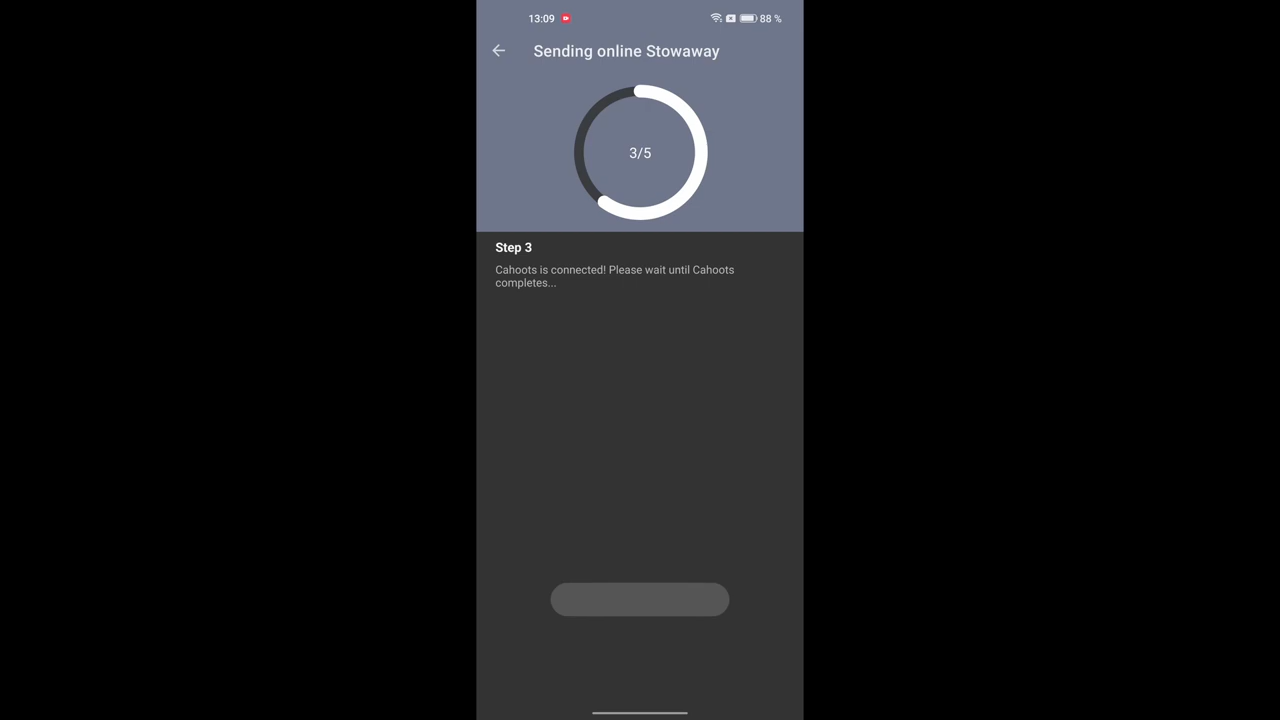 13:09
88 %
Sending online Stowaway
3/5
Step 3
Cahoots is connected! Please wait until Cahoots
completes...